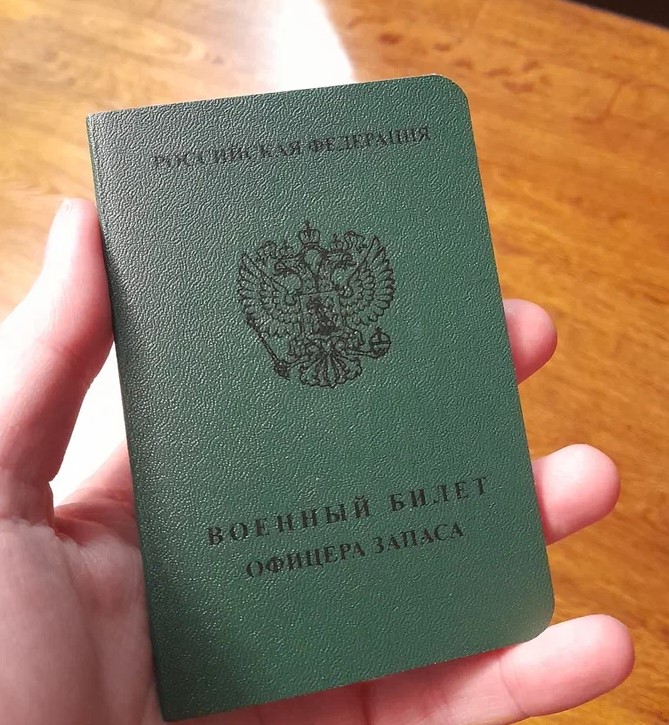 РОССИЙСКАЯ ФЕДЕРАЦИЯ
ВОЕННЫЙ БИЛЕТ
ОФИЦЕРА ЗАПАСА